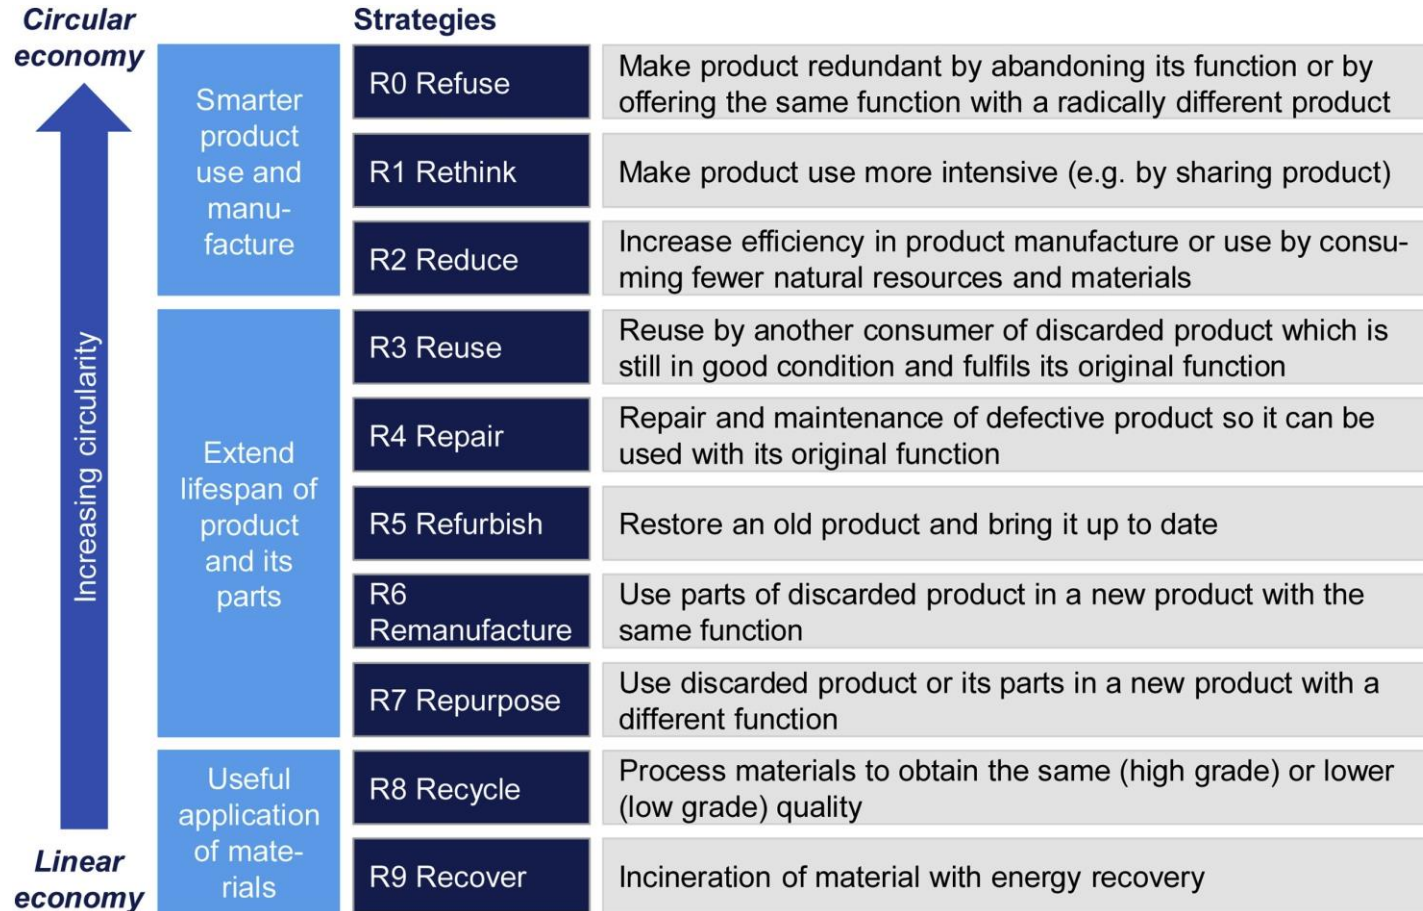 Circular
economy
Strategies
Increasing circularity
Linear
economy
Smarter
product
use and
manu-
facture
R0 Refuse
Make product redundant by abandoning its function or by
offering the same function with a radically different product
R1 Rethink
Make product use more intensive (e.g. by sharing product)
R2 Reduce
Increase efficiency in product manufacture or use by consu-
ming fewer natural resources and materials
Extend
lifespan of
product
and its
parts
R3 Reuse
Reuse by another consumer of discarded product which is
still in good condition and fulfils its original function
R4 Repair
Repair and maintenance of defective product so it can be
used with its original function
R5 Refurbish
Restore an old product and bring it up to date
R6
Remanufacture
Use parts of discarded product in a new product with the
same function
R7 Repurpose
Use discarded product or its parts in a new product with a
different function
Useful
application
of mate-
rials
R8 Recycle
Process materials to obtain the same (high grade) or lower
(low grade) quality
R9 Recover
Incineration of material with energy recovery